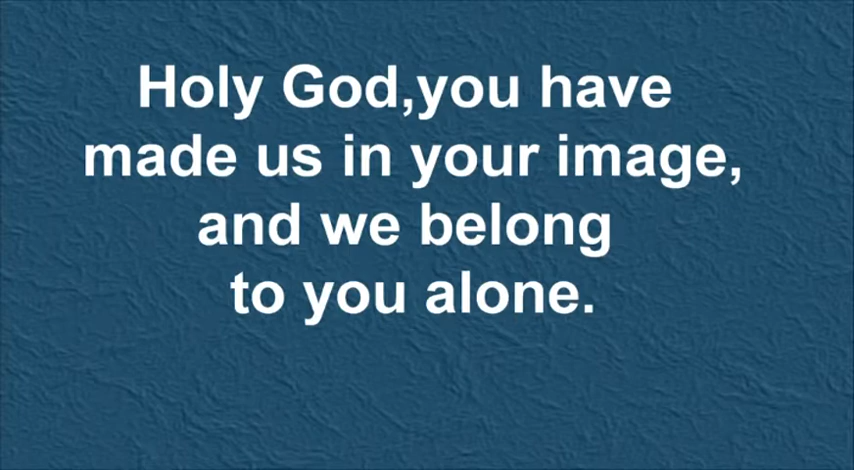 Holy God,you have
made us in your image,
and we belong
to you alone.